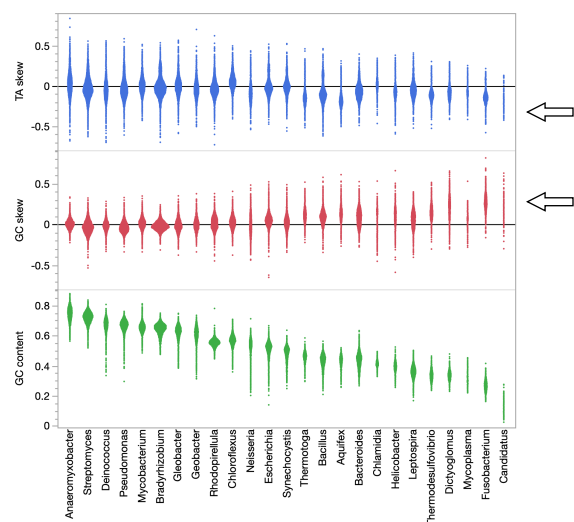 TA skew
0.5
0
-0.5
GC skew
0.5
0
-0.5
GC content
0.8
0.6
0.4
0.2
0
Anaeromyxobacter
Streptomyces
Deinococcus
Pseudomonas
Mycobacterium
Bradyrhizobium
Gleobacter
Geobacter
Rhodopirellula
Chloroflexus
Neisseria
Escherichia
Synechocystis
Thermotoga
Bacillus
Aquifex
Bacteroides
Chlamidia
Helicobacter
Leptospira
Thermodesulfovibrio
Dictyoglomus
Mycoplasma
Fusobacterium
Candidatus